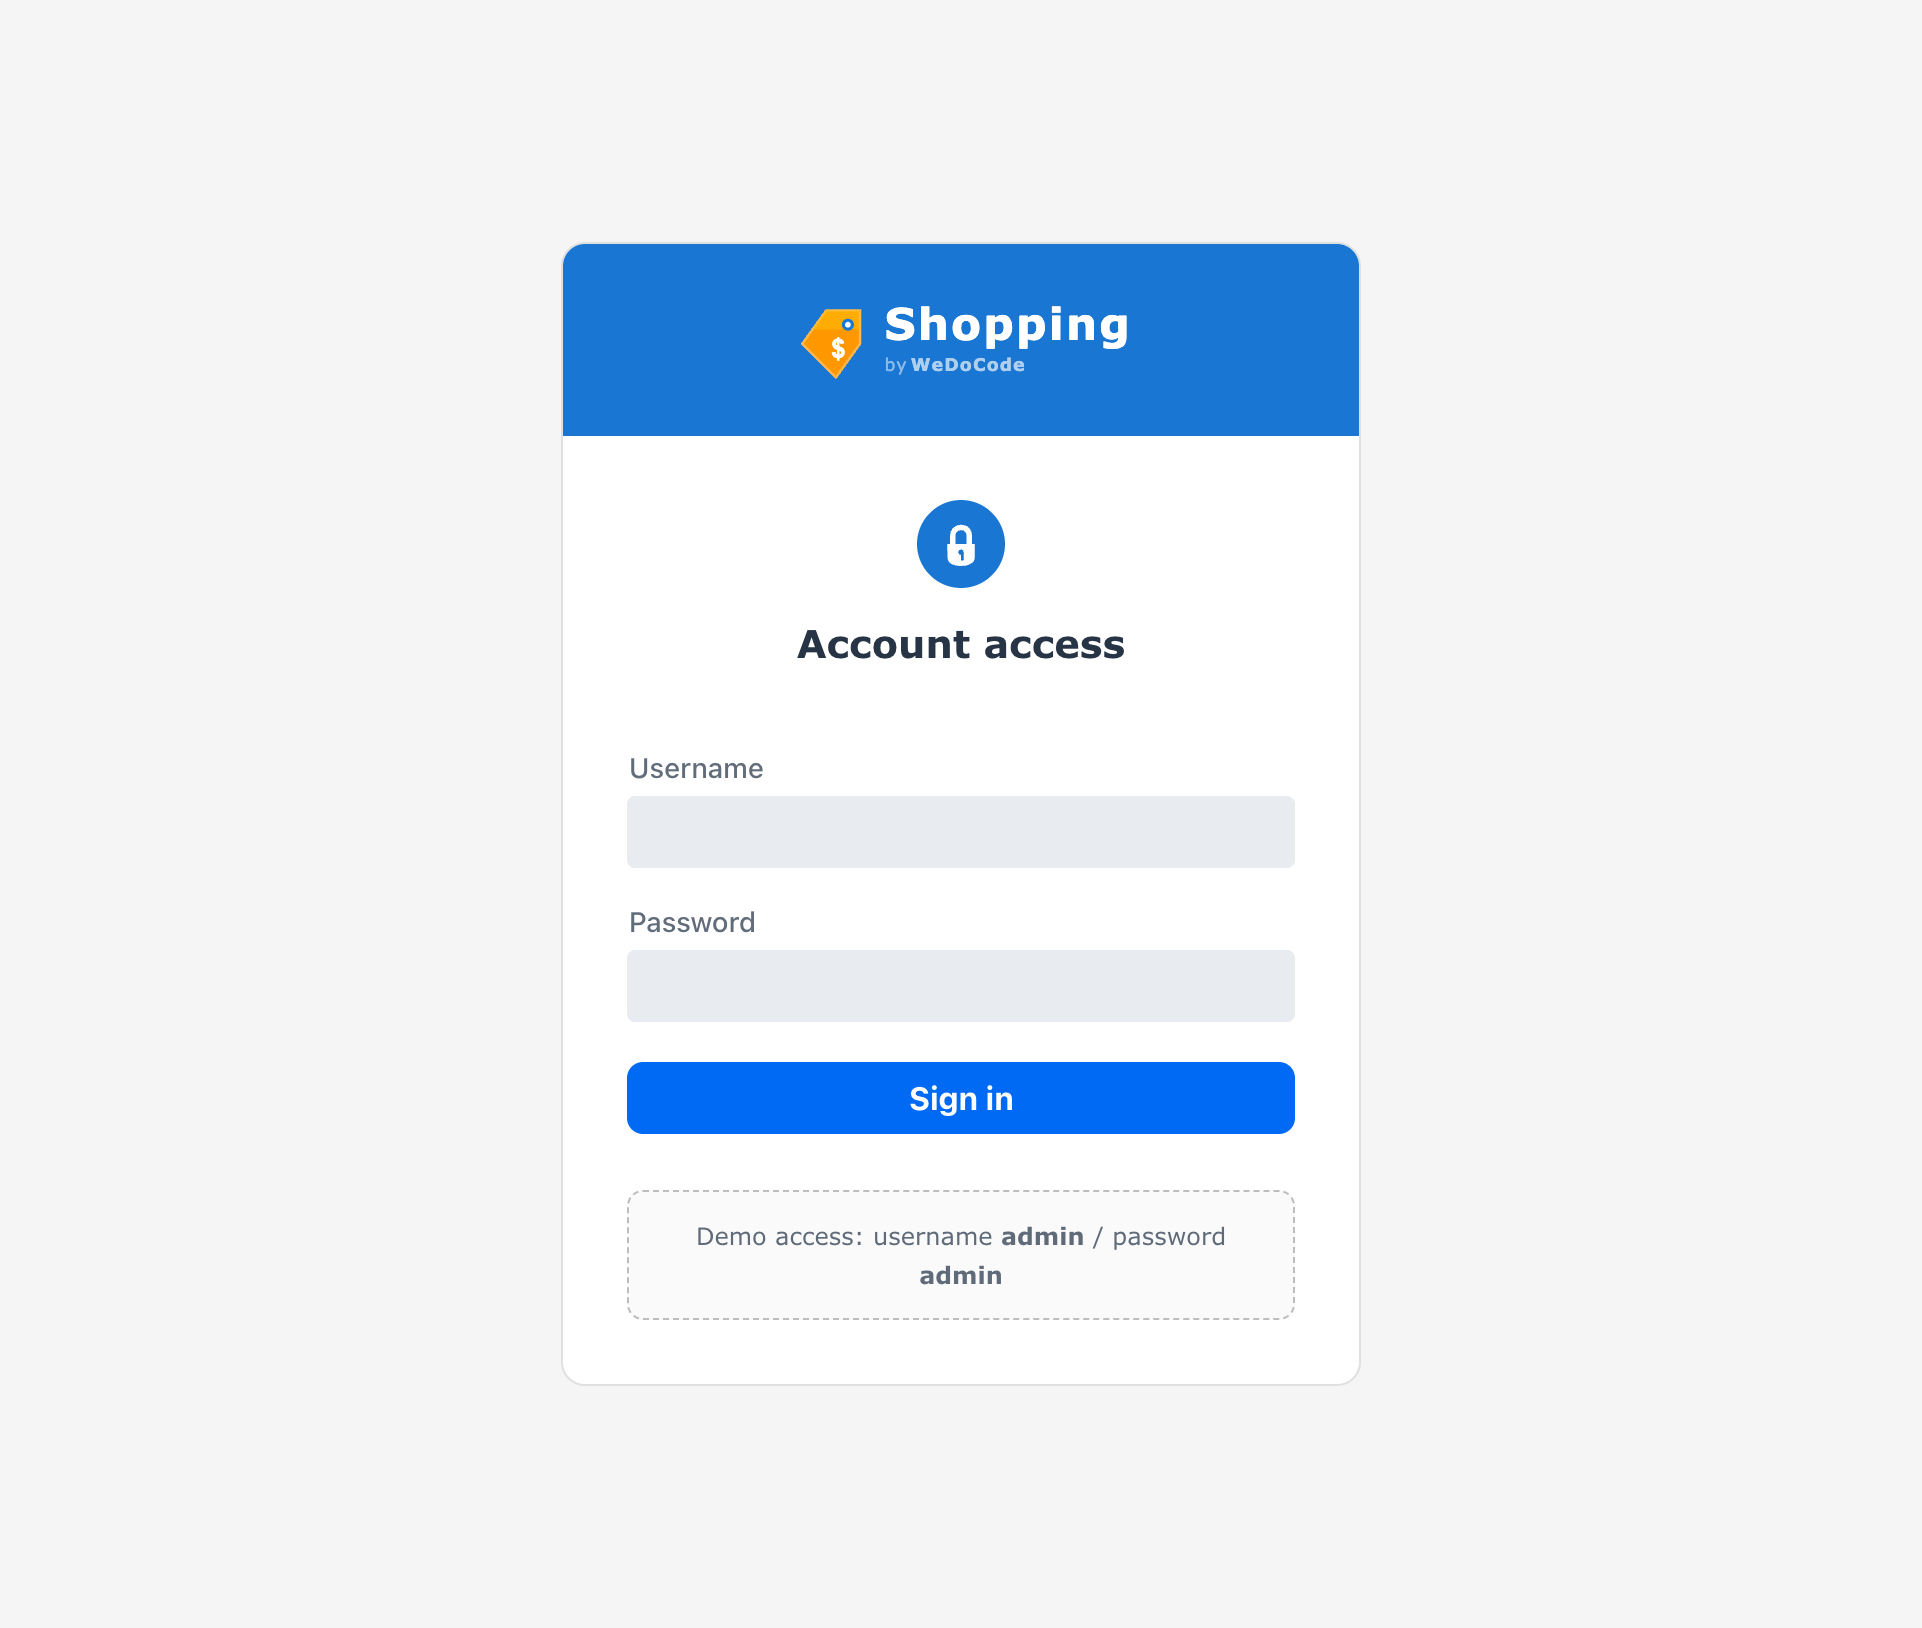 $
Shopping
by WeDoCode
Account access
Username
Password
Sign in
Demo access: username admin / password
admin